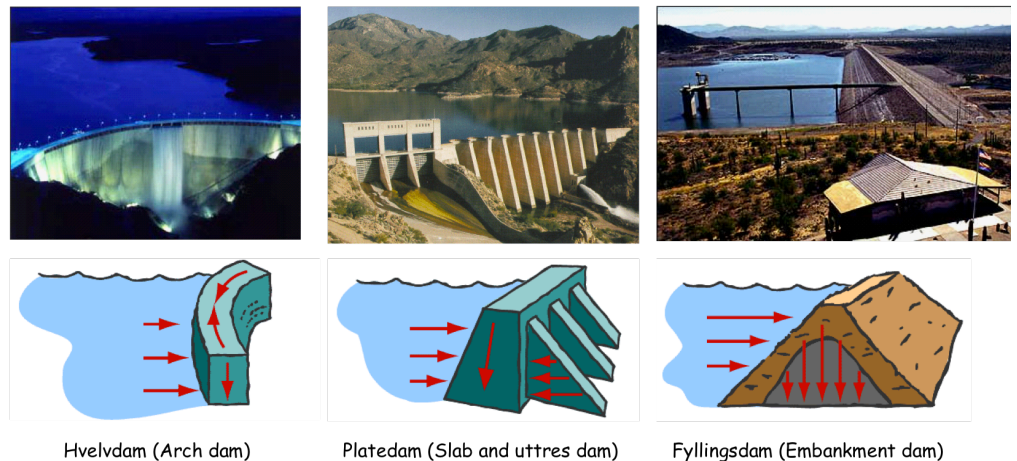 Hvelvdam (Arch dam)
Platedam (Slab and uttres dam)
Fyllingsdam (Embankment dam)